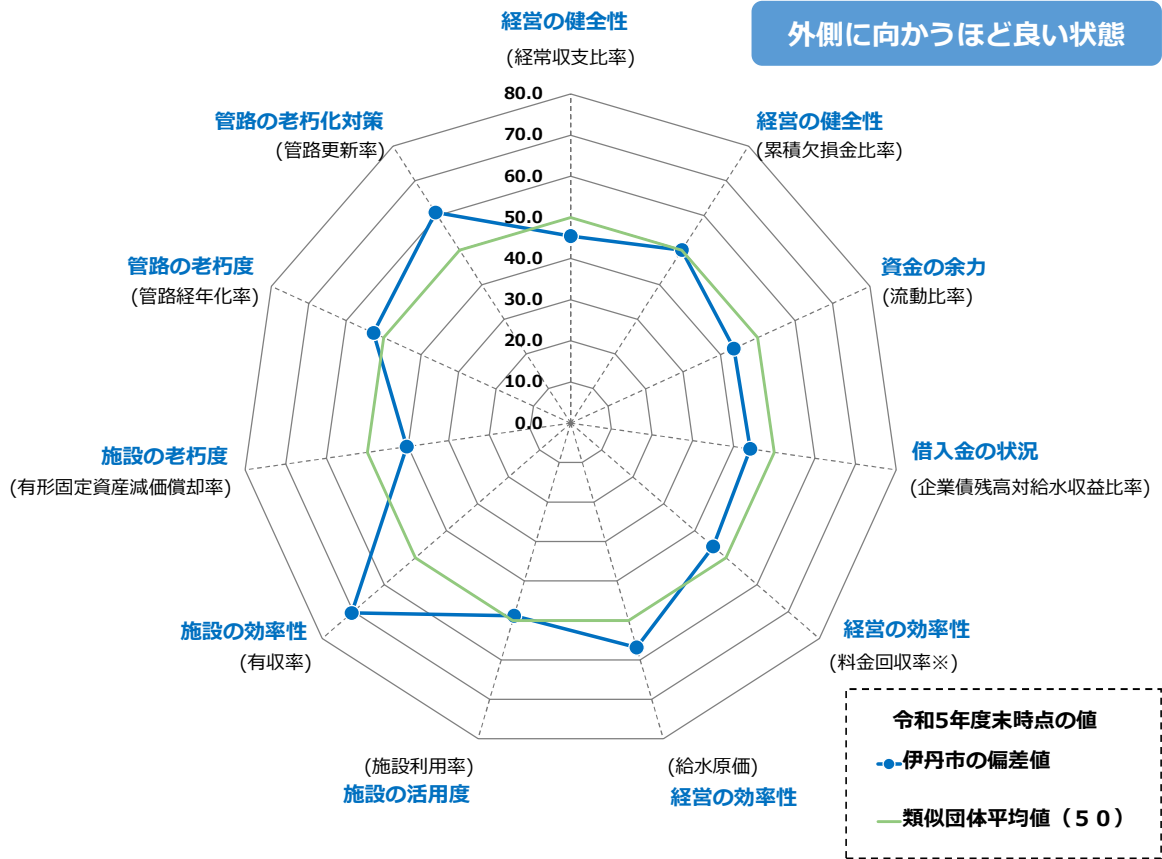 経営の健全性
(経常収支比率)
外側に向かうほど良い状態
80.0
70.0
60.0
50.0
40.0
30.0
20.0
10.0
0.0
経営の健全性
(累積欠損金比率)
資金の余力
(流動比率)
借入金の状況
(企業債残高対給水収益比率)
経営の効率性
(料金回収率※)
(給水原価)
経営の効率性
(施設利用率)
施設の活用度
施設の効率性
(有収率)
施設の老朽度
(有形固定資産減価償却率)
管路の老朽度
(管路経年化率)
管路の老朽化対策
(管路更新率)
令和5年度末時点の値
伊丹市の偏差値
類似団体平均値（５０）